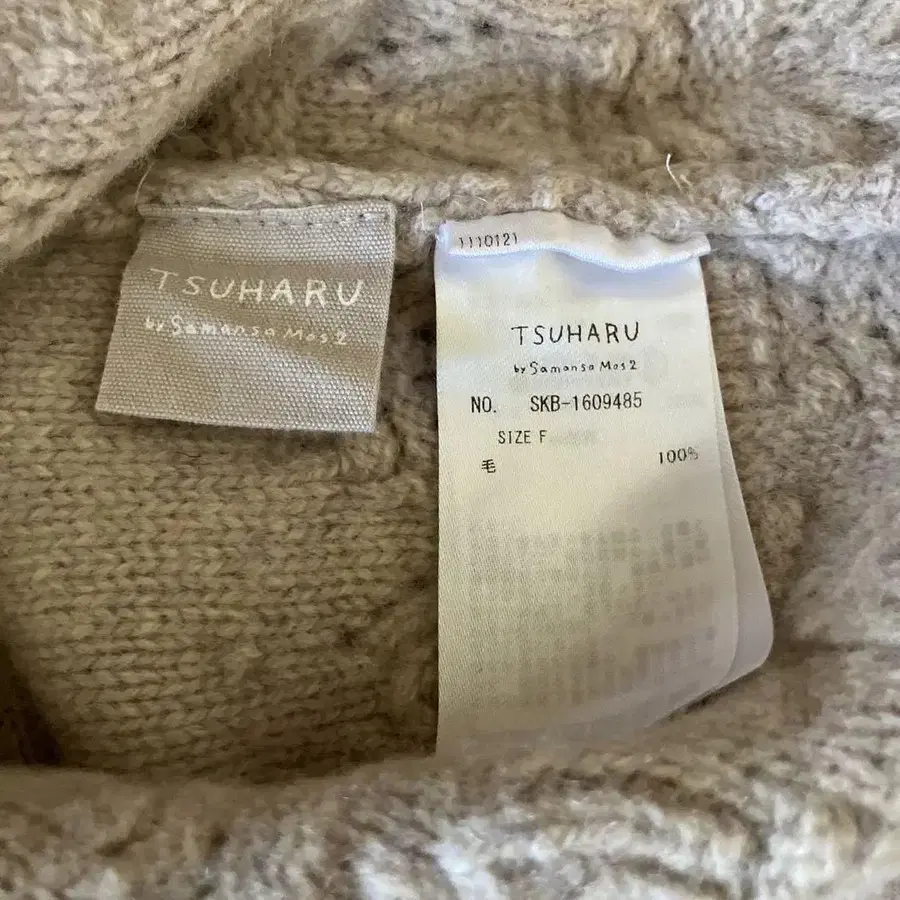 TSUHARU
by Samansa Mos2
1110121
TSUHARU
by Samansa Mos2
NO. SKB-1609485
SIZE F
毛 100%